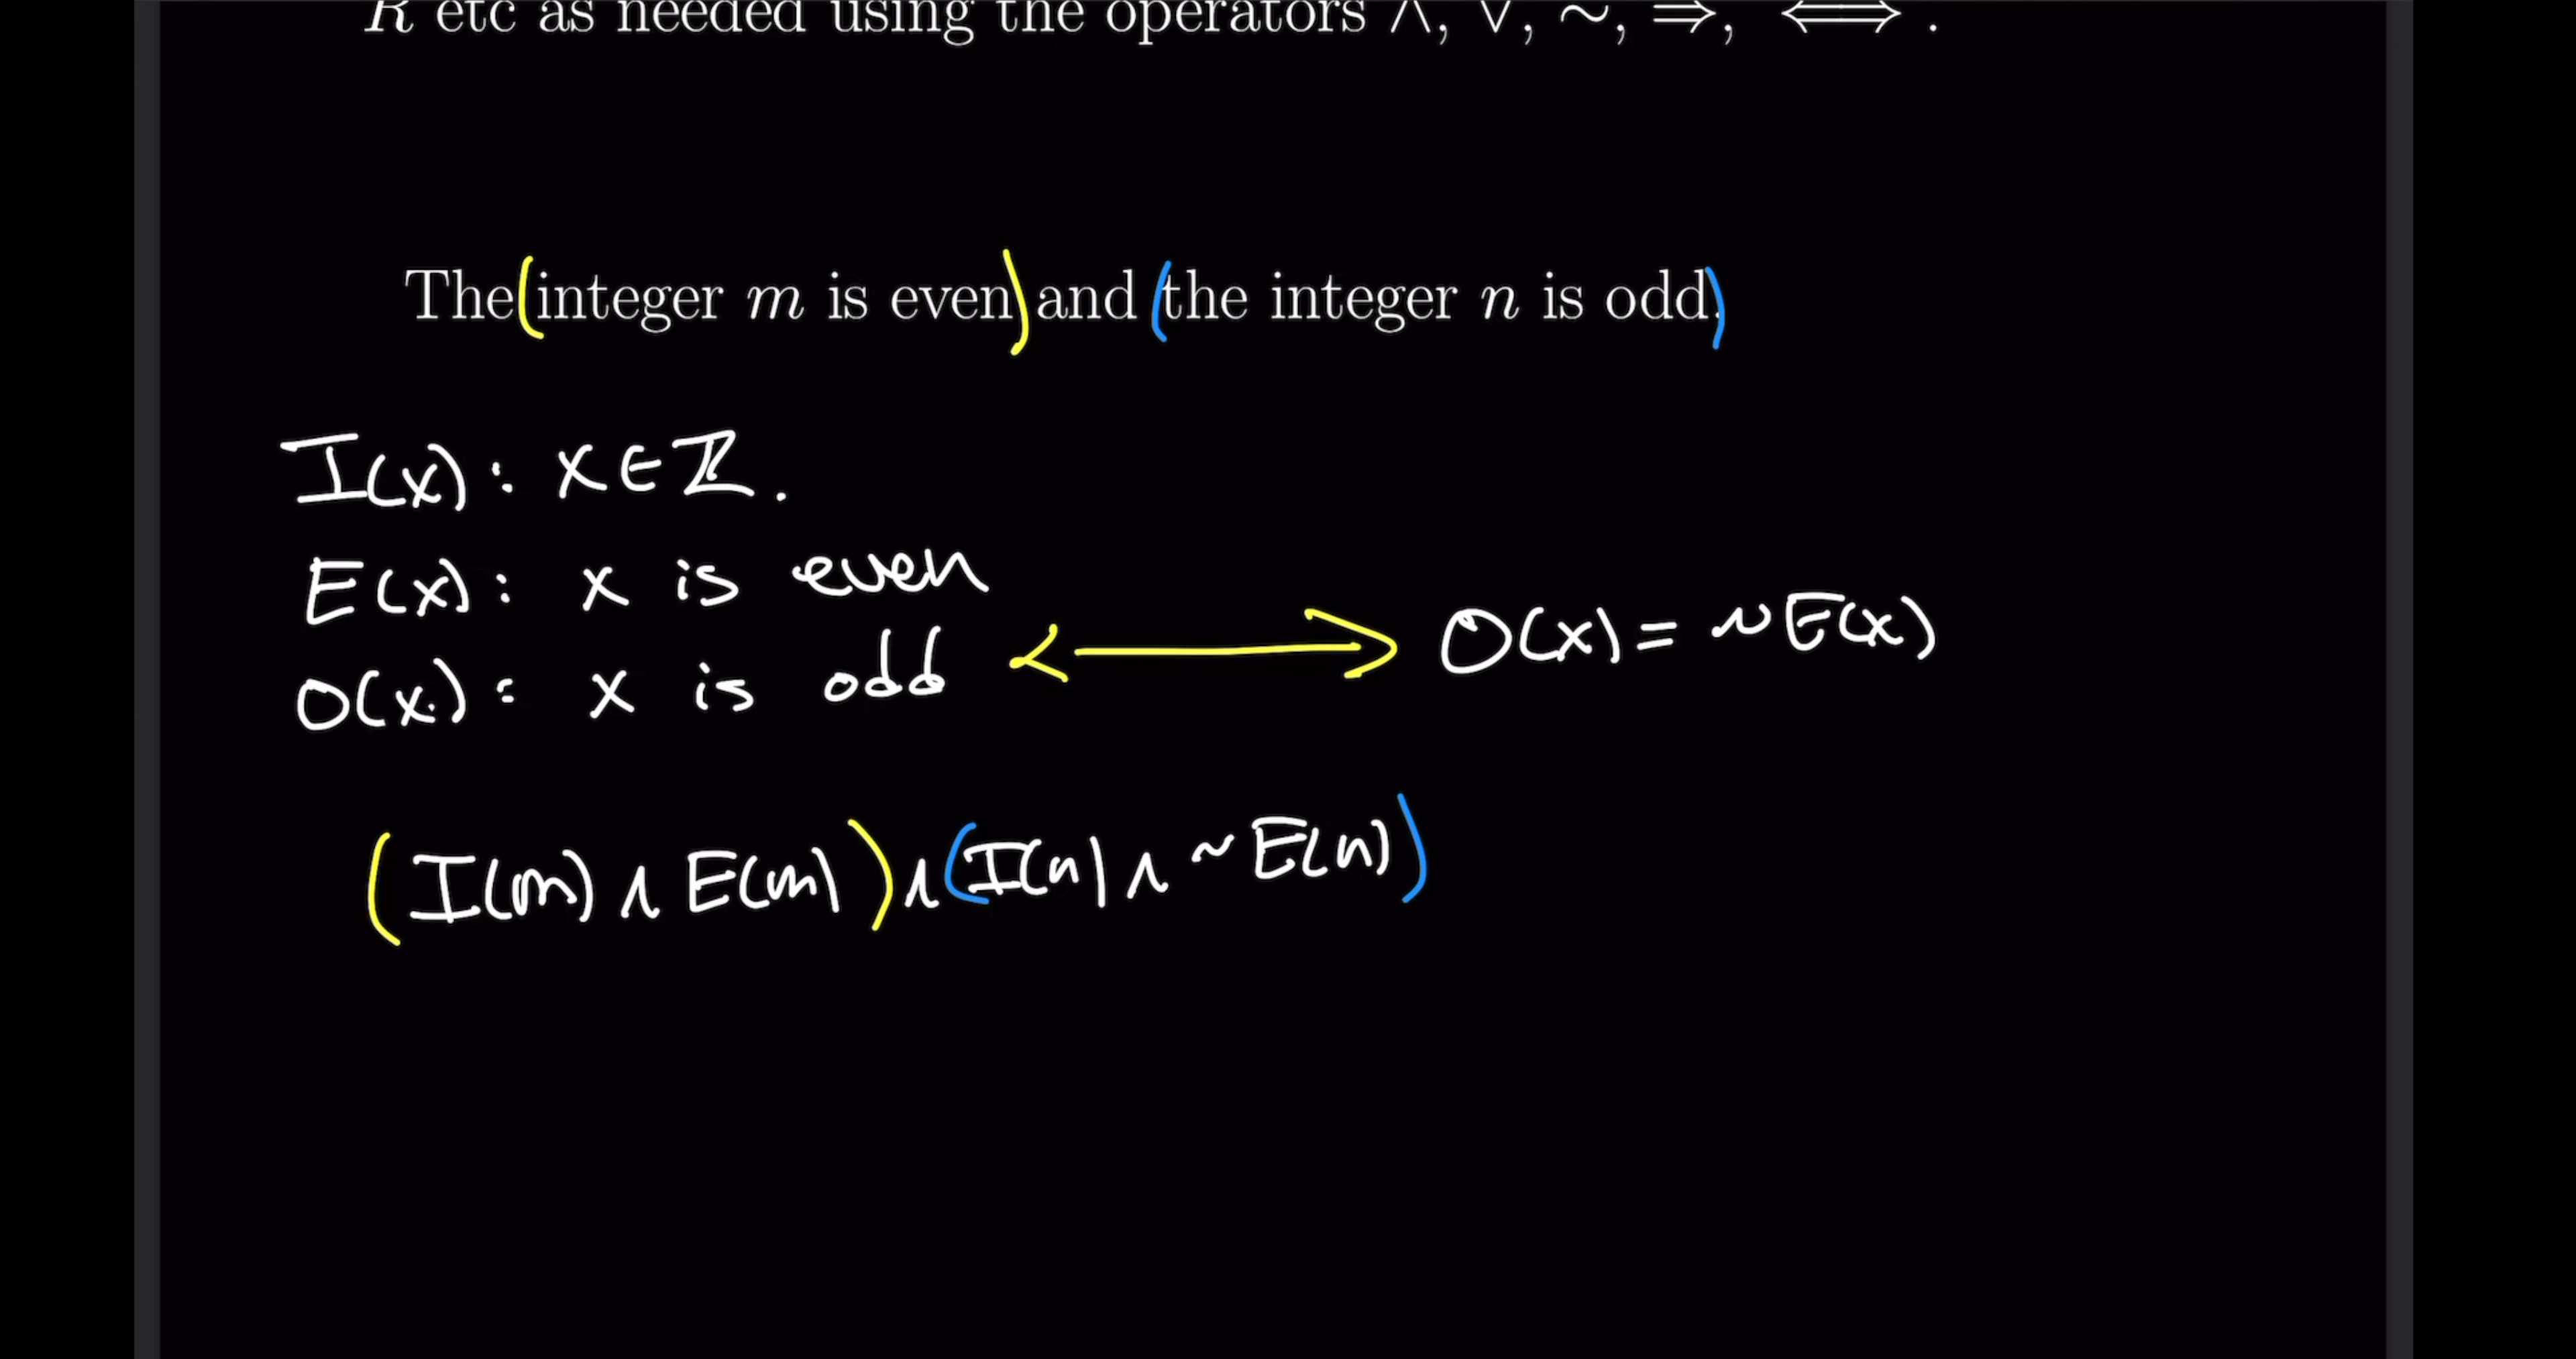 R etc as needed using the operators ∧, ∨, ∼, ⇒, ⟺ .
The (integer m is even) and (the integer n is odd.)
I(x): x ∈ ℤ.
E(x): x is even
O(x): x is odd ⟷ O(x) = ~E(x)
(I(m) ∧ E(m)) ∧ (I(n) ∧ ~E(n))